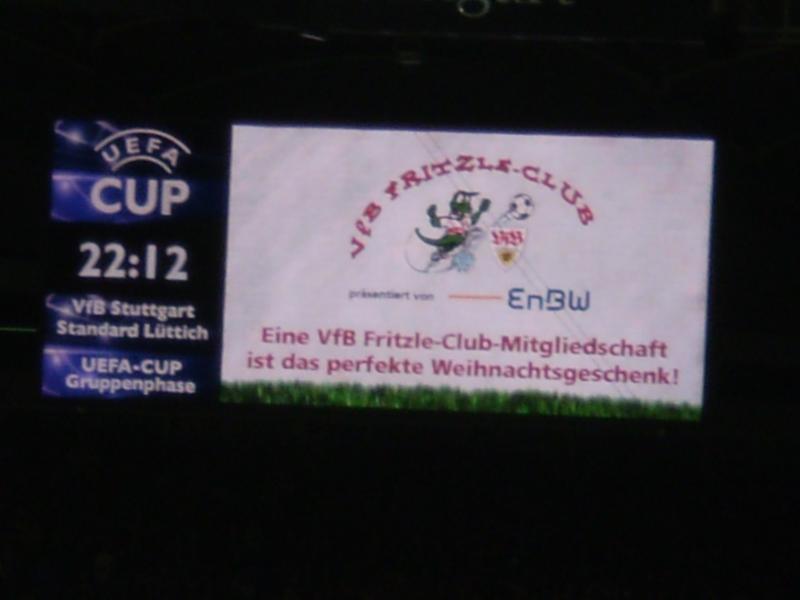 UEFA
CUP
22:12
VfB Stuttgart
Standard Lüttich
UEFA-CUP
Gruppenphase
VfB FRITZLE-CLUB
VfB
präsentiert von
EnBW
Eine VfB Fritzle-Club-Mitgliedschaft
ist das perfekte Weihnachtsgeschenk!